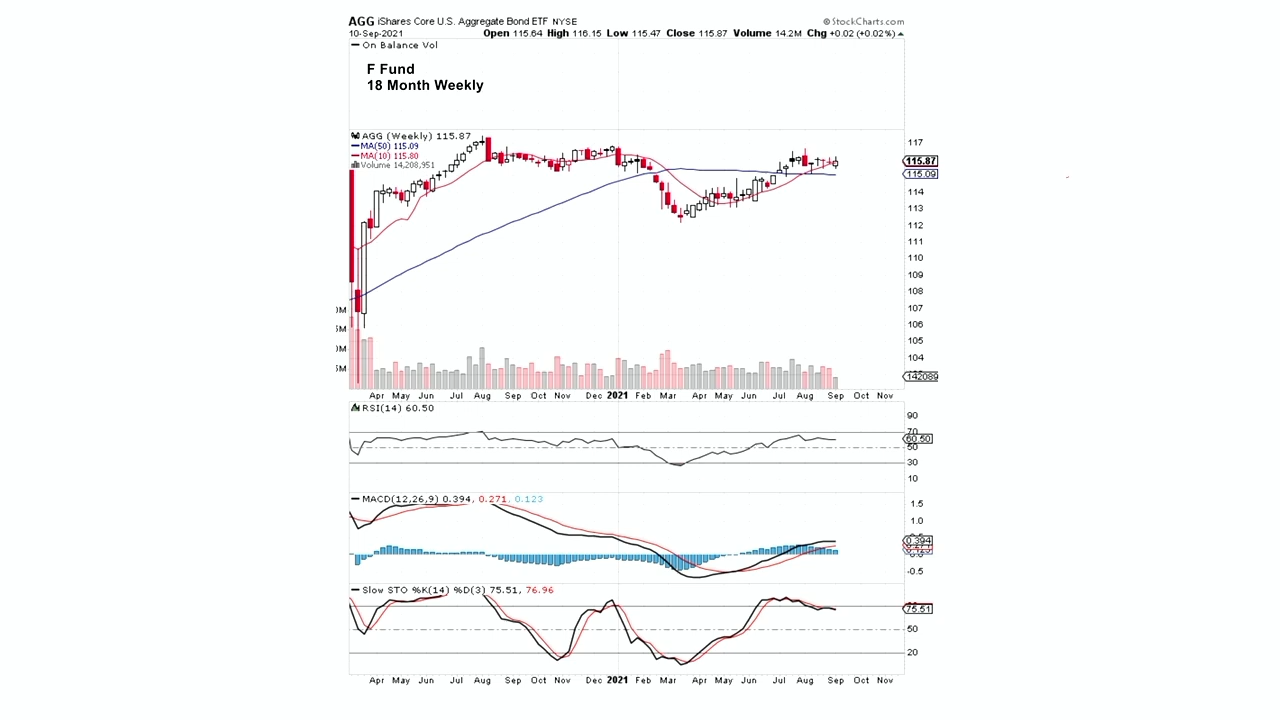 AGG iShares Core U.S. Aggregate Bond ETF NYSE
© StockCharts.com
10-Sep-2021
Open 115.64 High 116.15 Low 115.47 Close 115.87 Volume 14.2M Chg +0.02 (+0.02%)
On Balance Vol
F Fund
18 Month Weekly
AGG (Weekly) 115.87
MA(50) 115.09
MA(10) 115.80
Volume 14,208,951
117
115.87
115.09
114
113
112
111
110
109
108
107
106
105
104
142089
0M
5M
0M
5M
Apr May Jun Jul Aug Sep Oct Nov Dec 2021 Feb Mar Apr May Jun Jul Aug Sep Oct Nov
RSI(14) 60.50
90
70
60.50
50
30
10
MACD(12,26,9) 0.394, 0.271, 0.123
1.5
1.0
0.394
-0.5
Slow STO %K(14) %D(3) 75.51, 76.96
75.51
50
20
Apr May Jun Jul Aug Sep Oct Nov Dec 2021 Feb Mar Apr May Jun Jul Aug Sep Oct Nov